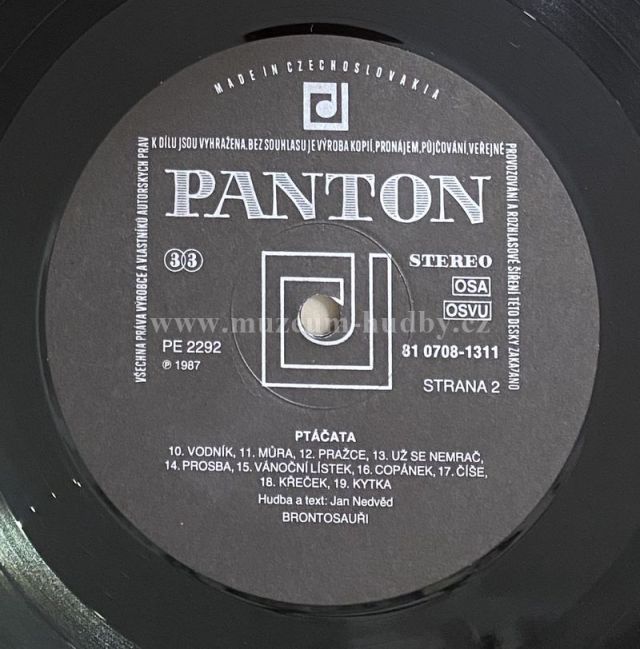 MADE IN CZECHOSLOVAKIA
VŠECHNA PRÁVA VÝROBCE A VLASTNÍKŮ AUTORSKÝCH PRAV
K DÍLU JSOU VYHRAŽENA. BEZ SOUHLASU JE VÝROBA KOPIÍ, PRONÁJEM, PŮJČOVÁNÍ, VEŘEJNÉ
PROVOZOVÁNÍ A ROZHLASOVÉ ŠÍŘENÍ TÉTO DESKY ZAKÁZÁNO
PANTON
33
STEREO
OSA
OSVU
www.muzeum-hudby.cz
PE 2292
81 0708-1311
℗ 1987
STRANA 2
PTÁČATA
10. VODNÍK, 11. MŮRA, 12. PRAŽCE, 13. UŽ SE NEMRAČ,
14. PROSBA, 15. VÁNOČNÍ LÍSTEK, 16. COPÁNEK, 17. ČÍŠE,
18. KŘEČEK, 19. KYTKA
Hudba a text: Jan Nedvěd
BRONTOSAUŘI